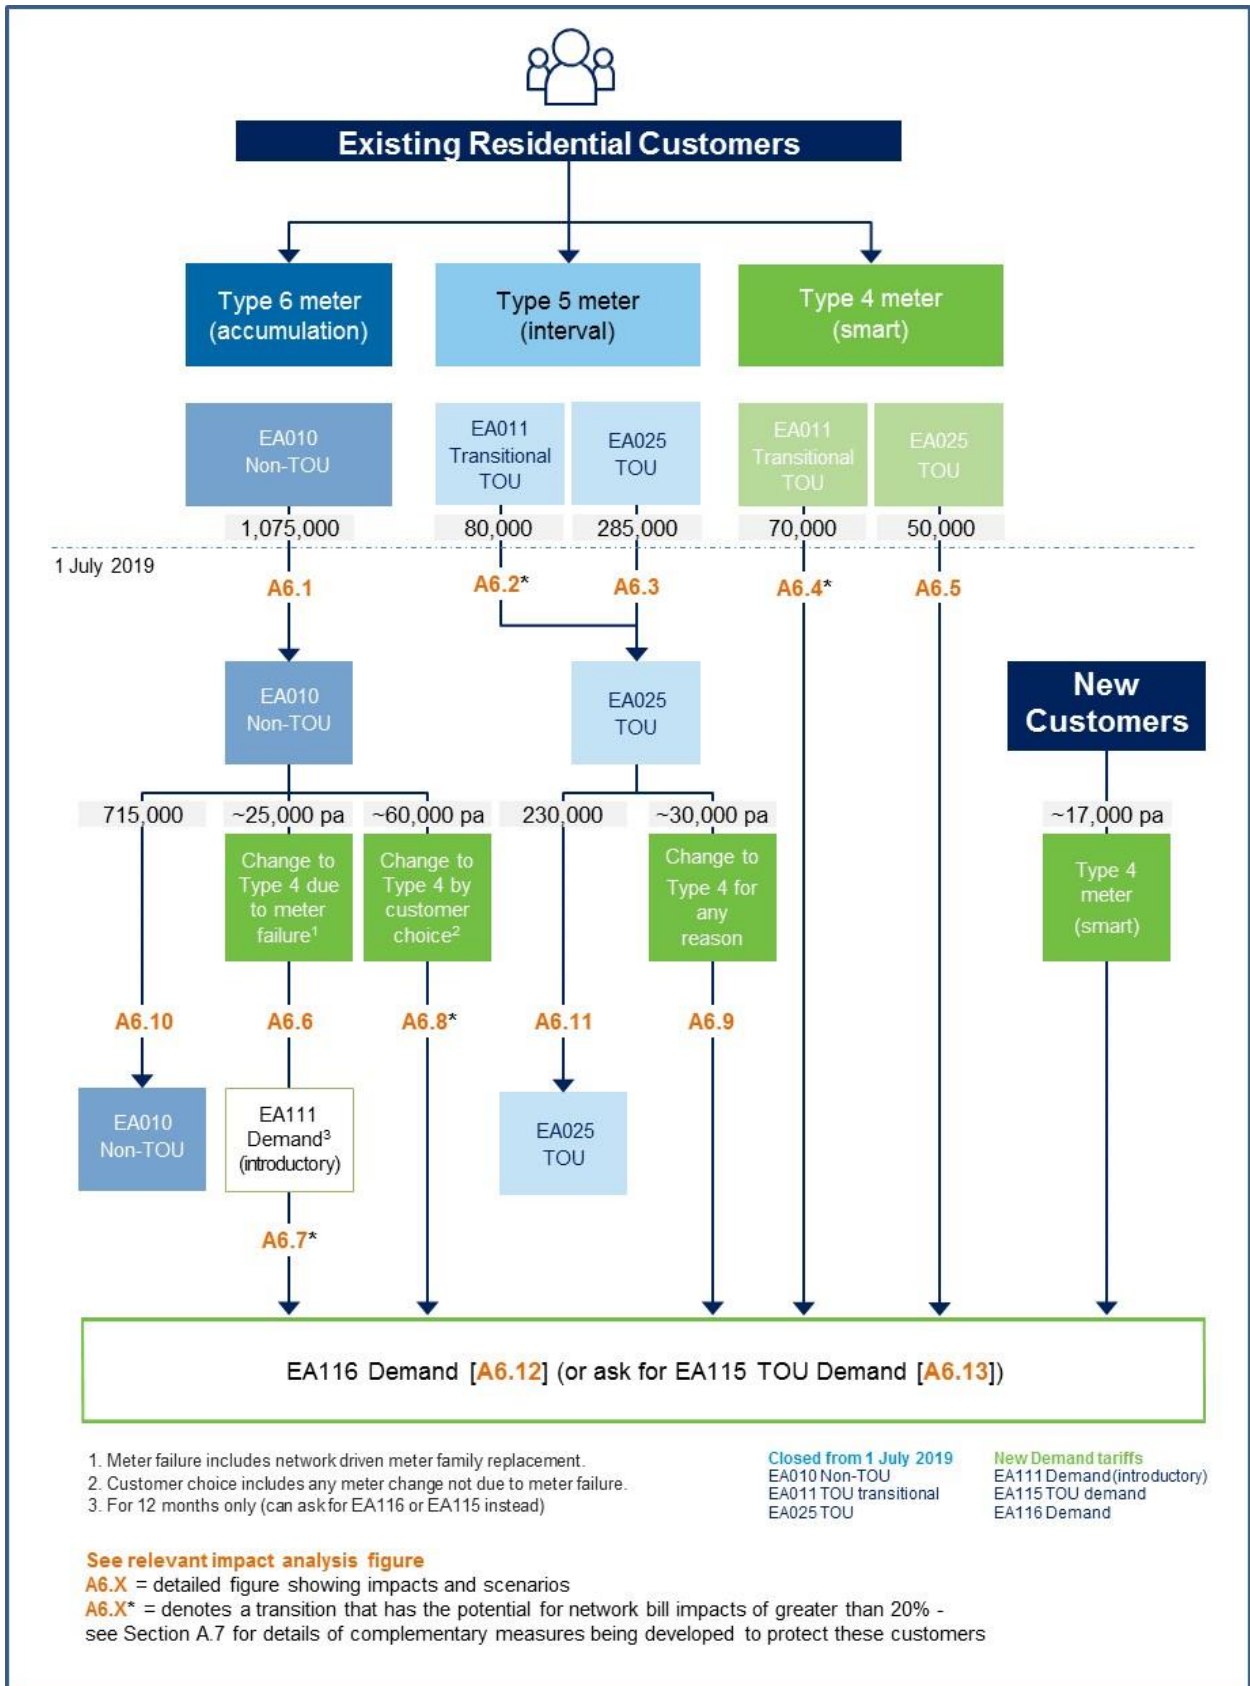 Existing Residential Customers
Type 6 meter
(accumulation)
Type 5 meter
(interval)
Type 4 meter
(smart)
EA010
Non-TOU
EA011
Transitional
TOU
EA025
TOU
EA011
Transitional
TOU
EA025
TOU
1,075,000
80,000
285,000
70,000
50,000
1 July 2019
A6.1
A6.2*
A6.3
A6.4*
A6.5
EA010
Non-TOU
EA025
TOU
New
Customers
715,000
~25,000 pa
~60,000 pa
230,000
~30,000 pa
~17,000 pa
Change to
Type 4 due
to meter
failure¹
Change to
Type 4 by
customer
choice²
Change to
Type 4 for
any
reason
Type 4
meter
(smart)
A6.10
A6.6
A6.8*
A6.11
A6.9
EA010
Non-TOU
EA111
Demand³
(introductory)
EA025
TOU
A6.7*
EA116 Demand [A6.12] (or ask for EA115 TOU Demand [A6.13])
1. Meter failure includes network driven meter family replacement.
2. Customer choice includes any meter change not due to meter failure.
3. For 12 months only (can ask for EA116 or EA115 instead)
Closed from 1 July 2019
EA010 Non-TOU
EA011 TOU transitional
EA025 TOU
New Demand tariffs
EA111 Demand (introductory)
EA115 TOU demand
EA116 Demand
See relevant impact analysis figure
A6.X = detailed figure showing impacts and scenarios
A6.X* = denotes a transition that has the potential for network bill impacts of greater than 20% -
see Section A.7 for details of complementary measures being developed to protect these customers